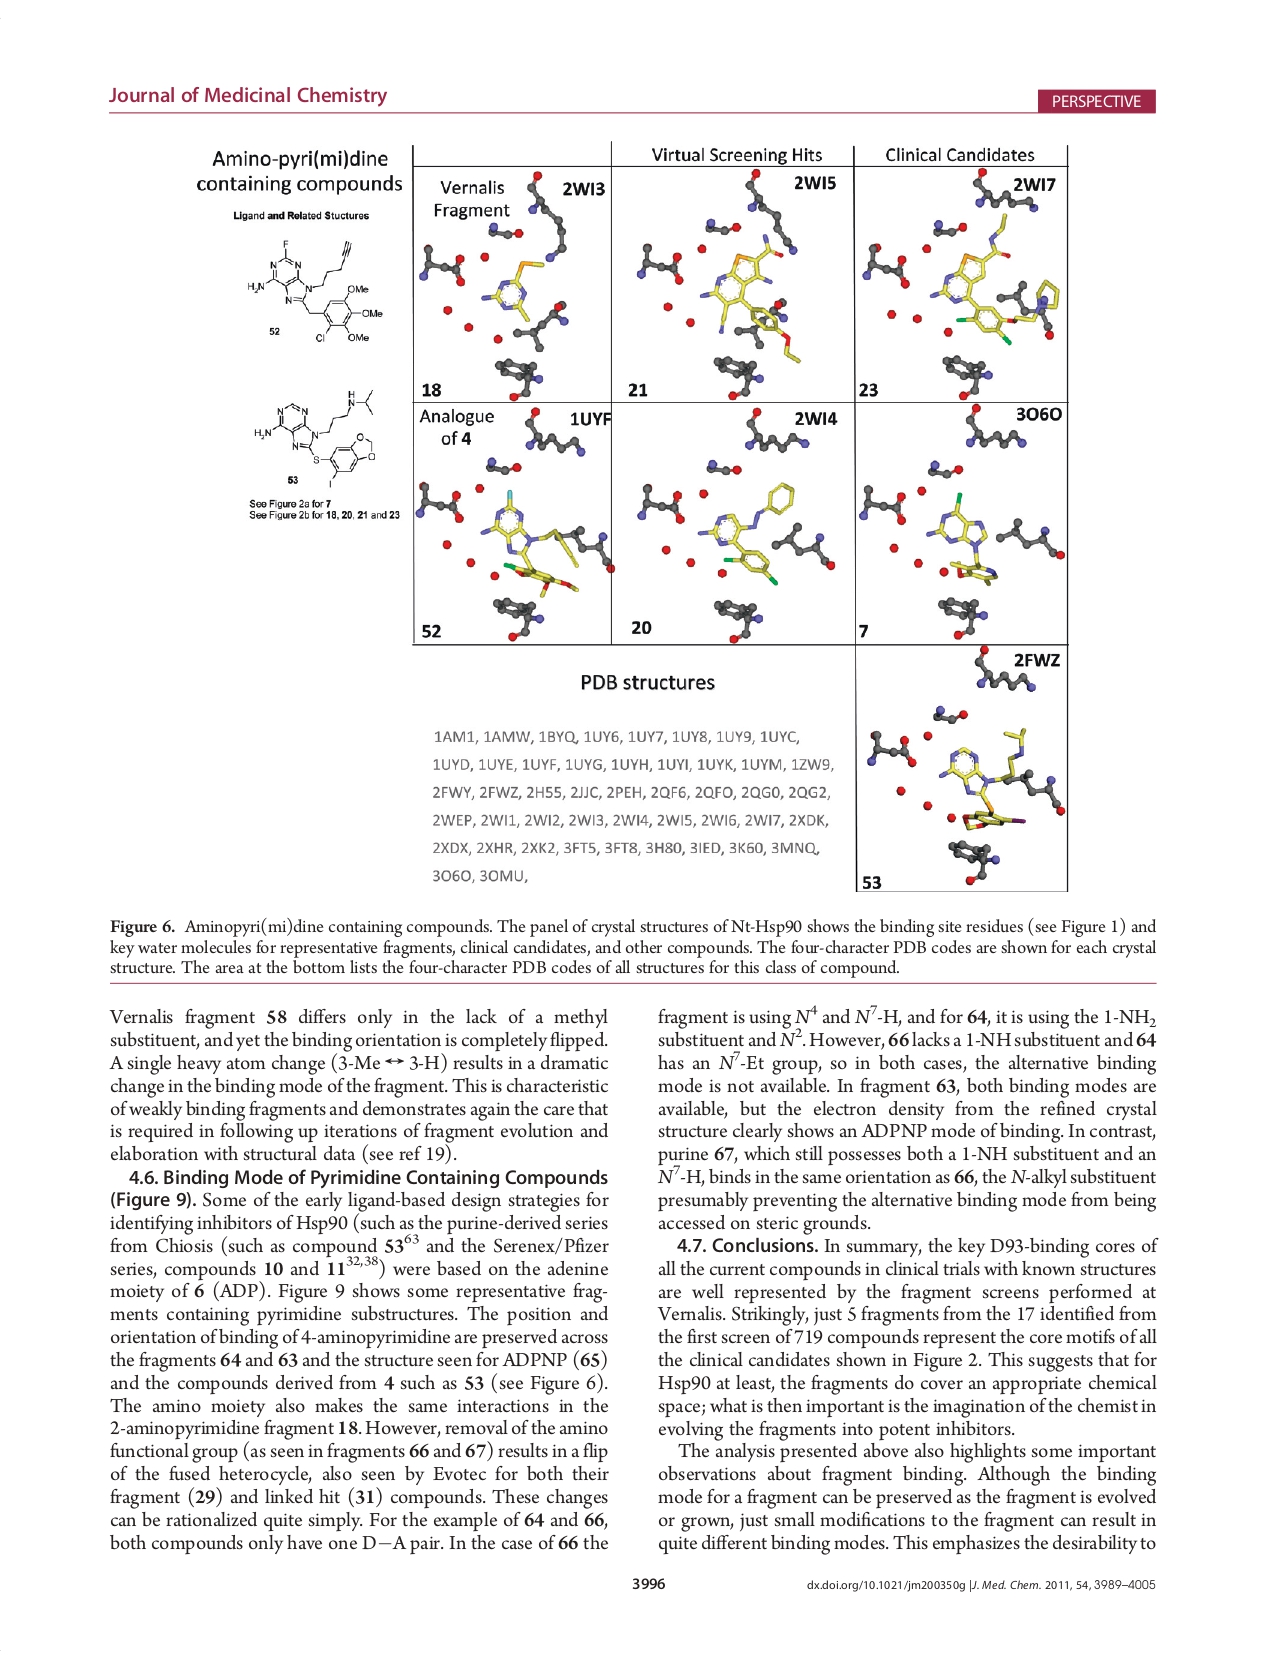 Journal of Medicinal Chemistry
PERSPECTIVE
Amino-pyri(mi)dine
containing compounds
Ligand and Related Stuctures
F
N
N
N
N
H2N
OMe
OMe
OMe
Cl
52
H
N
N
N
N
N
H2N
S
O
O
I
53
See Figure 2a for 7
See Figure 2b for 18, 20, 21 and 23
Virtual Screening Hits
Clinical Candidates
Vernalis
Fragment
2WI3
18
2WI5
21
2WI7
23
Analogue
of 4
1UYF
52
2WI4
20
3O6O
7
2FWZ
53
PDB structures
1AM1, 1AMW, 1BYQ, 1UY6, 1UY7, 1UY8, 1UY9, 1UYC,
1UYD, 1UYE, 1UYF, 1UYG, 1UYH, 1UYI, 1UYK, 1UYM, 1ZW9,
2FWY, 2FWZ, 2H55, 2JJC, 2PEH, 2QF6, 2QFO, 2QG0, 2QG2,
2WEP, 2WI1, 2WI2, 2WI3, 2WI4, 2WI5, 2WI6, 2WI7, 2XDK,
2XDX, 2XHR, 2XK2, 3FT5, 3FT8, 3H80, 3IED, 3K60, 3MNQ,
3O6O, 3OMU,
Figure 6. Aminopyri(mi)dine containing compounds. The panel of crystal structures of Nt-Hsp90 shows the binding site residues (see Figure 1) and
key water molecules for representative fragments, clinical candidates, and other compounds. The four-character PDB codes are shown for each crystal
structure. The area at the bottom lists the four-character PDB codes of all structures for this class of compound.
Vernalis fragment 58 differs only in the lack of a methyl
substituent, and yet the binding orientation is completely flipped.
A single heavy atom change (3-Me ↔ 3-H) results in a dramatic
change in the binding mode of the fragment. This is characteristic
of weakly binding fragments and demonstrates again the care that
is required in following up iterations of fragment evolution and
elaboration with structural data (see ref 19).
4.6. Binding Mode of Pyrimidine Containing Compounds
(Figure 9). Some of the early ligand-based design strategies for
identifying inhibitors of Hsp90 (such as the purine-derived series
from Chiosis (such as compound 53⁶³ and the Serenex/Pfizer
series, compounds 10 and 11³²,³⁸) were based on the adenine
moiety of 6 (ADP). Figure 9 shows some representative frag-
ments containing pyrimidine substructures. The position and
orientation of binding of 4-aminopyrimidine are preserved across
the fragments 64 and 63 and the structure seen for ADPNP (65)
and the compounds derived from 4 such as 53 (see Figure 6).
The amino moiety also makes the same interactions in the
2-aminopyrimidine fragment 18. However, removal of the amino
functional group (as seen in fragments 66 and 67) results in a flip
of the fused heterocycle, also seen by Evotec for both their
fragment (29) and linked hit (31) compounds. These changes
can be rationalized quite simply. For the example of 64 and 66,
both compounds only have one D−A pair. In the case of 66 the
fragment is using N⁴ and N⁷-H, and for 64, it is using the 1-NH₂
substituent and N². However, 66 lacks a 1-NH substituent and 64
has an N⁷-Et group, so in both cases, the alternative binding
mode is not available. In fragment 63, both binding modes are
available, but the electron density from the refined crystal
structure clearly shows an ADPNP mode of binding. In contrast,
purine 67, which still possesses both a 1-NH substituent and an
N⁷-H, binds in the same orientation as 66, the N-alkyl substituent
presumably preventing the alternative binding mode from being
accessed on steric grounds.
4.7. Conclusions. In summary, the key D93-binding cores of
all the current compounds in clinical trials with known structures
are well represented by the fragment screens performed at
Vernalis. Strikingly, just 5 fragments from the 17 identified from
the first screen of 719 compounds represent the core motifs of all
the clinical candidates shown in Figure 2. This suggests that for
Hsp90 at least, the fragments do cover an appropriate chemical
space; what is then important is the imagination of the chemist in
evolving the fragments into potent inhibitors.
The analysis presented above also highlights some important
observations about fragment binding. Although the binding
mode for a fragment can be preserved as the fragment is evolved
or grown, just small modifications to the fragment can result in
quite different binding modes. This emphasizes the desirability to
3996
dx.doi.org/10.1021/jm200350g |J. Med. Chem. 2011, 54, 3989–4005